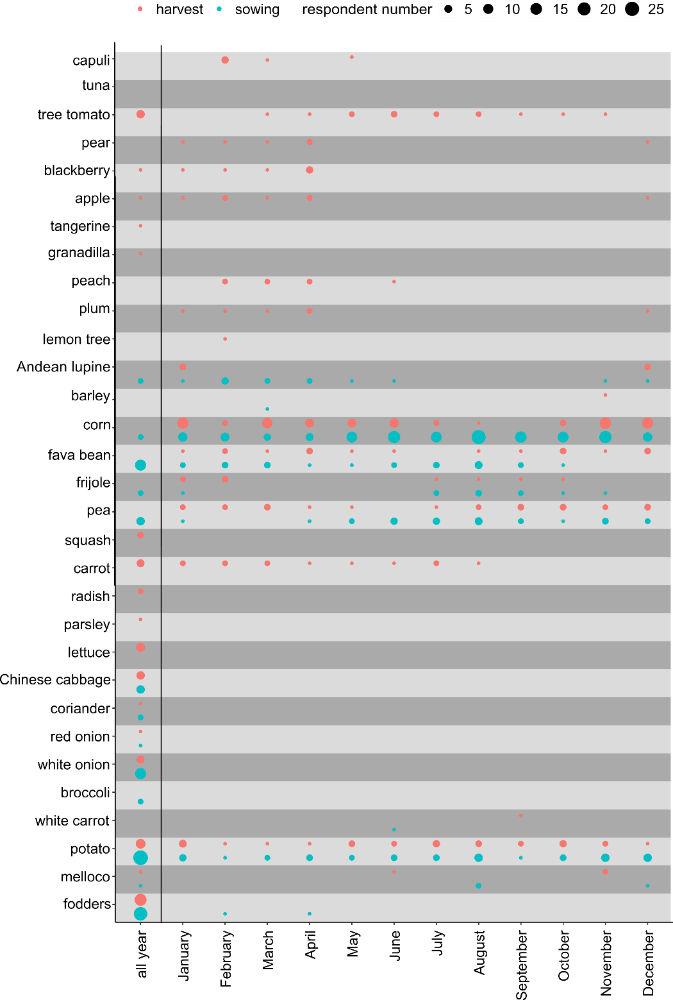 harvest sowing respondent number 5 10 15 20 25
capuli
tuna
tree tomato
pear
blackberry
apple
tangerine
granadilla
peach
plum
lemon tree
Andean lupine
barley
corn
fava bean
frijole
pea
squash
carrot
radish
parsley
lettuce
Chinese cabbage
coriander
red onion
white onion
broccoli
white carrot
potato
melloco
fodders
all year
January
February
March
April
May
June
July
August
September
October
November
December